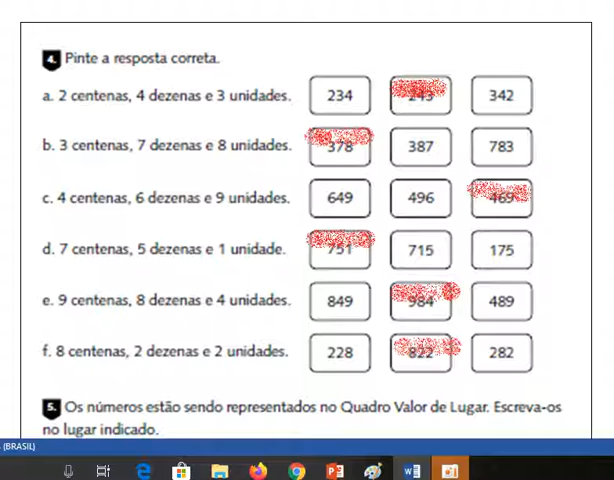 4. Pinte a resposta correta.
a. 2 centenas, 4 dezenas e 3 unidades. 234 243 342
b. 3 centenas, 7 dezenas e 8 unidades. 378 387 783
c. 4 centenas, 6 dezenas e 9 unidades. 649 496 469
d. 7 centenas, 5 dezenas e 1 unidade. 751 715 175
e. 9 centenas, 8 dezenas e 4 unidades. 849 984 489
f. 8 centenas, 2 dezenas e 2 unidades. 228 822 282
5. Os números estão sendo representados no Quadro Valor de Lugar. Escreva-os
no lugar indicado.
(BRASIL)